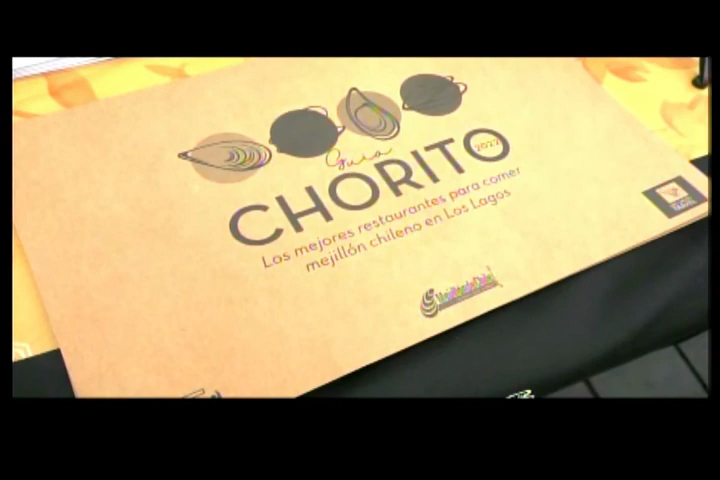 Guía
CHORITO 2022
Los mejores restaurantes para comer
mejillón chileno en Los Lagos